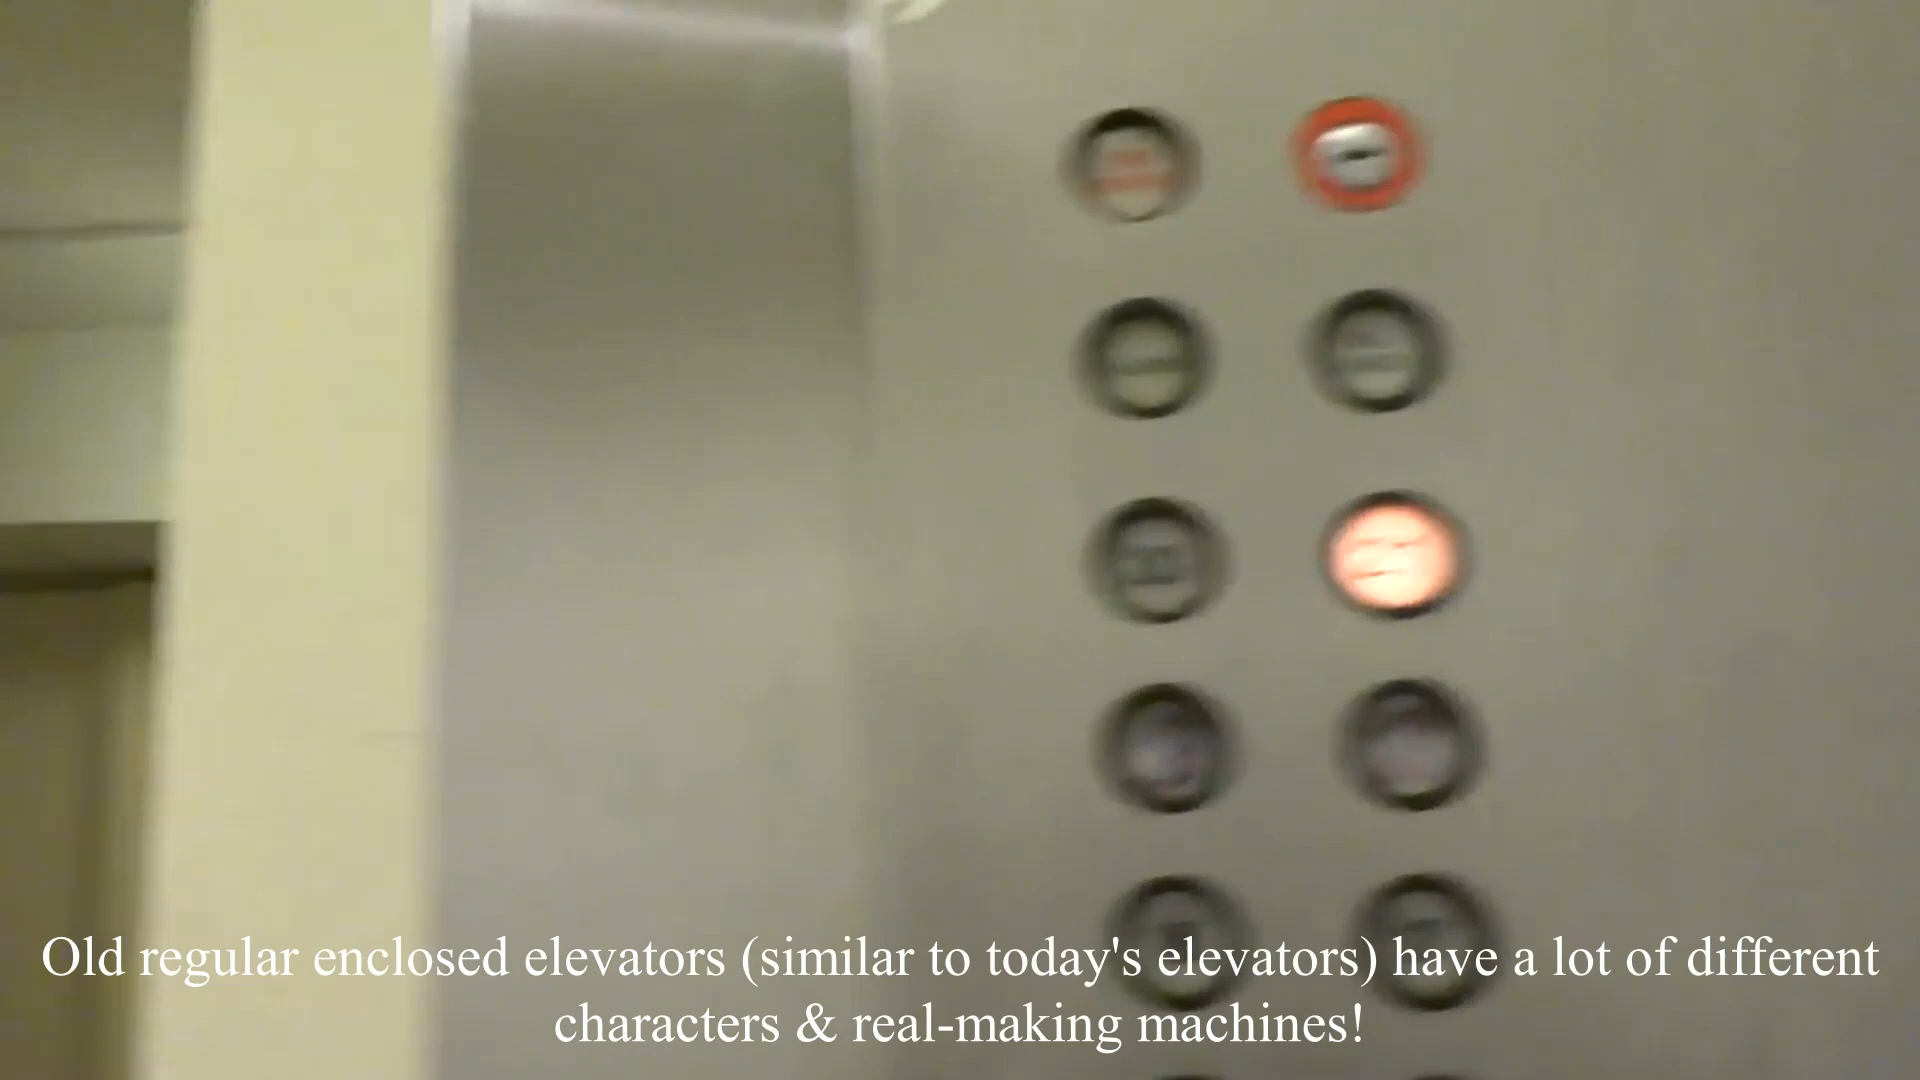 Old regular enclosed elevators (similar to today's elevators) have a lot of different
characters & real-making machines!